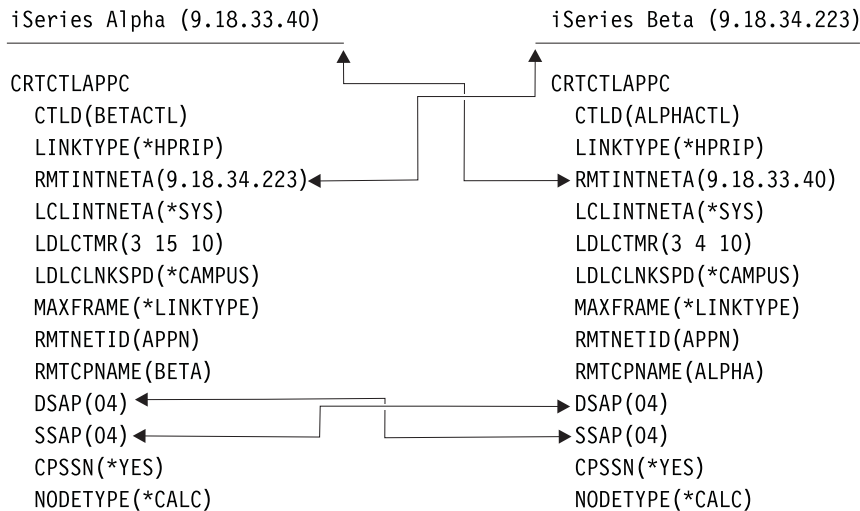 iSeries Alpha (9.18.33.40)
CRTCTLAPPC
CTLD(BETACTL)
LINKTYPE(*HPRIP)
RMTINTNETA(9.18.34.223)
LCLINTNETA(*SYS)
LDLCTMR(3 15 10)
LDLCLNKSPD(*CAMPUS)
MAXFRAME(*LINKTYPE)
RMTNETID(APPN)
RMTCPNAME(BETA)
DSAP(04)
SSAP(04)
CPSSN(*YES)
NODETYPE(*CALC)
iSeries Beta (9.18.34.223)
CRTCTLAPPC
CTLD(ALPHACTL)
LINKTYPE(*HPRIP)
RMTINTNETA(9.18.33.40)
LCLINTNETA(*SYS)
LDLCTMR(3 4 10)
LDLCLNKSPD(*CAMPUS)
MAXFRAME(*LINKTYPE)
RMTNETID(APPN)
RMTCPNAME(ALPHA)
DSAP(04)
SSAP(04)
CPSSN(*YES)
NODETYPE(*CALC)